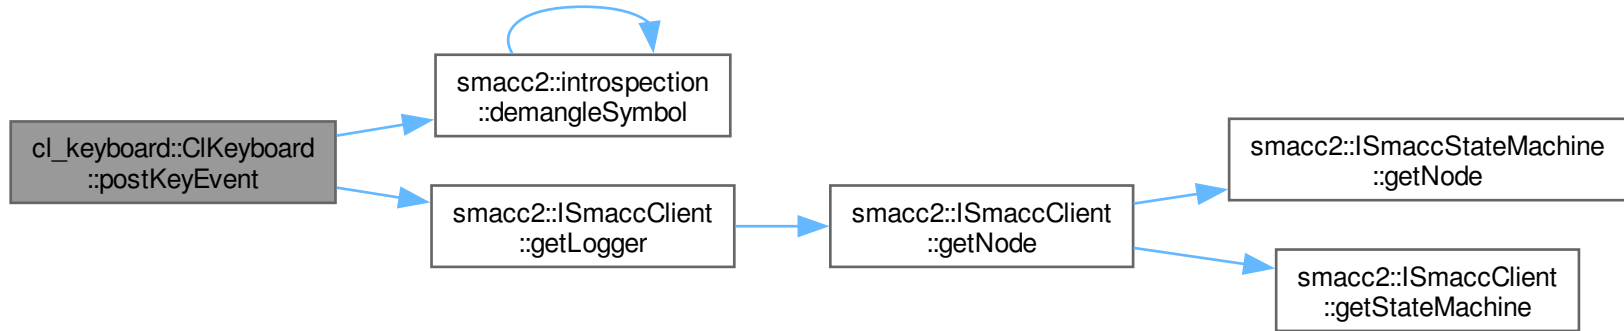 smacc2::introspection
::demangleSymbol
cl_keyboard::ClKeyboard
::postKeyEvent
smacc2::ISmaccClient
::getLogger
smacc2::ISmaccClient
::getNode
smacc2::ISmaccStateMachine
::getNode
smacc2::ISmaccClient
::getStateMachine